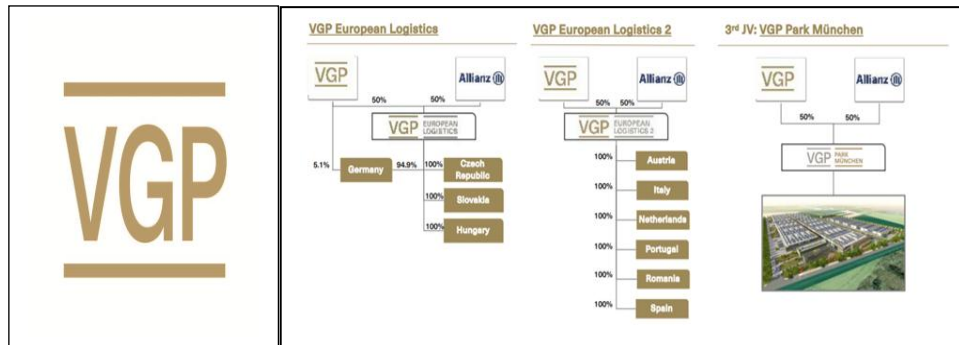 VGP
VGP European Logistics
VGP
Allianz
50%
50%
VGP EUROPEAN
LOGISTICS
5.1%
Germany
94.9%
100%
Czech
Republic
100%
Slovakia
100%
Hungary
VGP European Logistics 2
VGP
Allianz
50%
50%
VGP EUROPEAN
LOGISTICS 2
100%
Austria
100%
Italy
100%
Netherlands
100%
Portugal
100%
Romania
100%
Spain
3rd JV: VGP Park München
VGP
Allianz
50%
50%
VGP PARK
MÜNCHEN